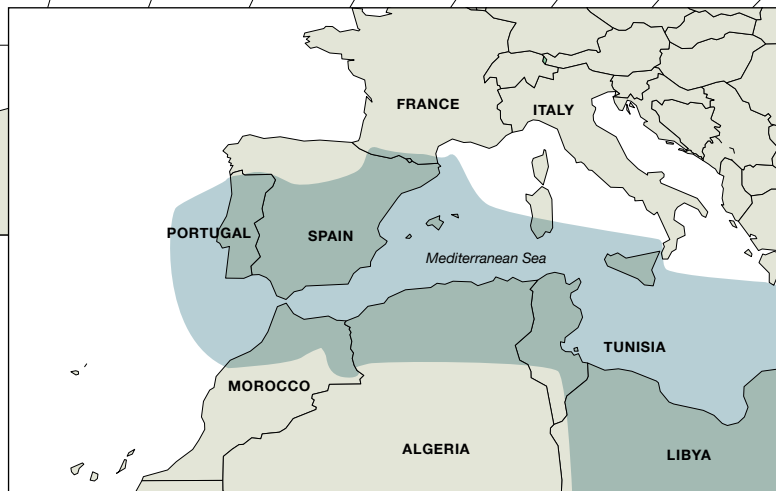 FRANCE
ITALY
PORTUGAL
SPAIN
Mediterranean Sea
TUNISIA
MOROCCO
ALGERIA
LIBYA